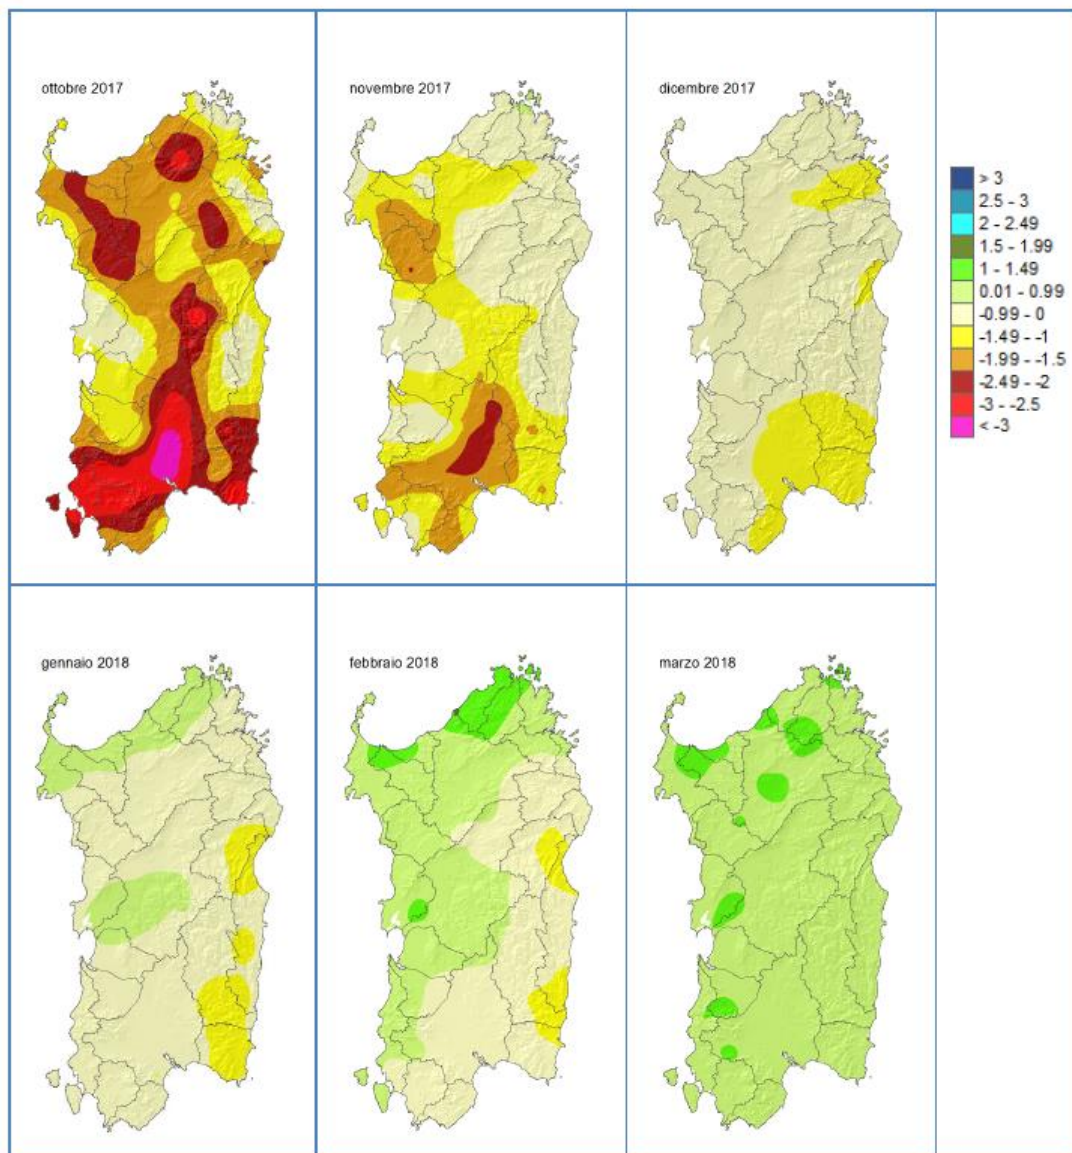 ottobre 2017
novembre 2017
dicembre 2017
> 3
2.5 - 3
2 - 2.49
1.5 - 1.99
1 - 1.49
0.01 - 0.99
-0.99 - 0
-1.49 - -1
-1.99 - -1.5
-2.49 - -2
-3 - -2.5
< -3
gennaio 2018
febbraio 2018
marzo 2018